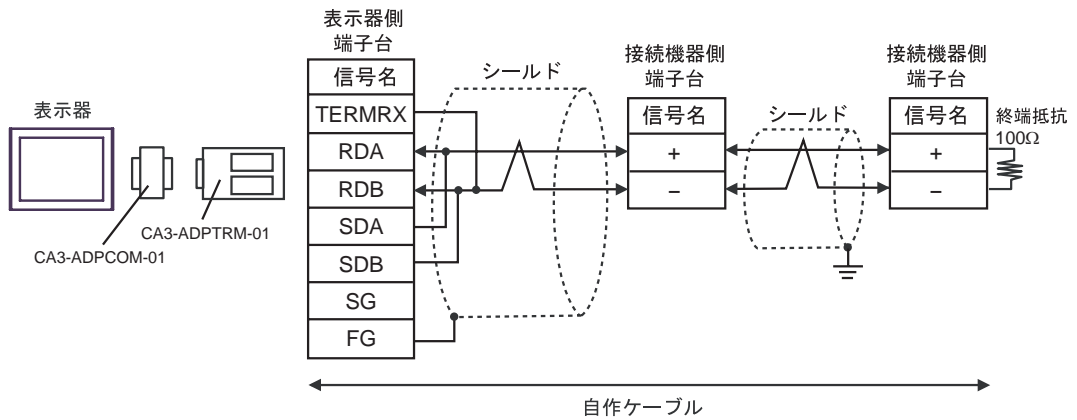 表示器
CA3-ADPTRM-01
CA3-ADPCOM-01
表示器側
端子台
信号名
TERMRX
RDA
RDB
SDA
SDB
SG
FG
シールド
接続機器側
端子台
信号名
+
−
シールド
接続機器側
端子台
信号名
+
−
終端抵抗
100Ω
自作ケーブル